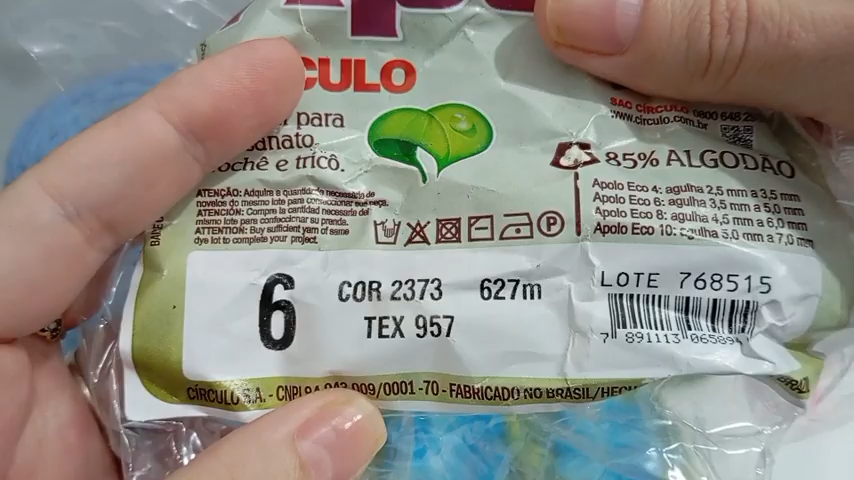 CULO
para
anato,
ochê e tricô.
ATENÇÃO: Adquira a quantidade necessária de
novelos do mesmo lote para confeccionar sua peça.
ATENCIÓN: Compre la cantidad necesaria del
mismo lote para confeccionar su prenda.
ATTENTION: Buy sufficient yarn of same
dye lot to complete your project.
SAC CÍRCULO 0800 648 2
www.circulo.com.br
85% ALGODÃO
Apolo Eco 4: agulha 2,5 mm a 3,5 mm
Apolo Eco 6: agulha 3,5 mm a 5,0 mm
Apolo Eco 8: agulha 4,5 mm a 6,0 mm
Apolo Eco 10: agulha 5,0 mm a 7,0 mm
P
6
COR 2373 627m
TEX 957
LOTE 768515
7 891113 06589
CÍRCULO S.A. - CNPJ 84.043.009/0001-70 - FABRICADO NO BRASIL/HECH